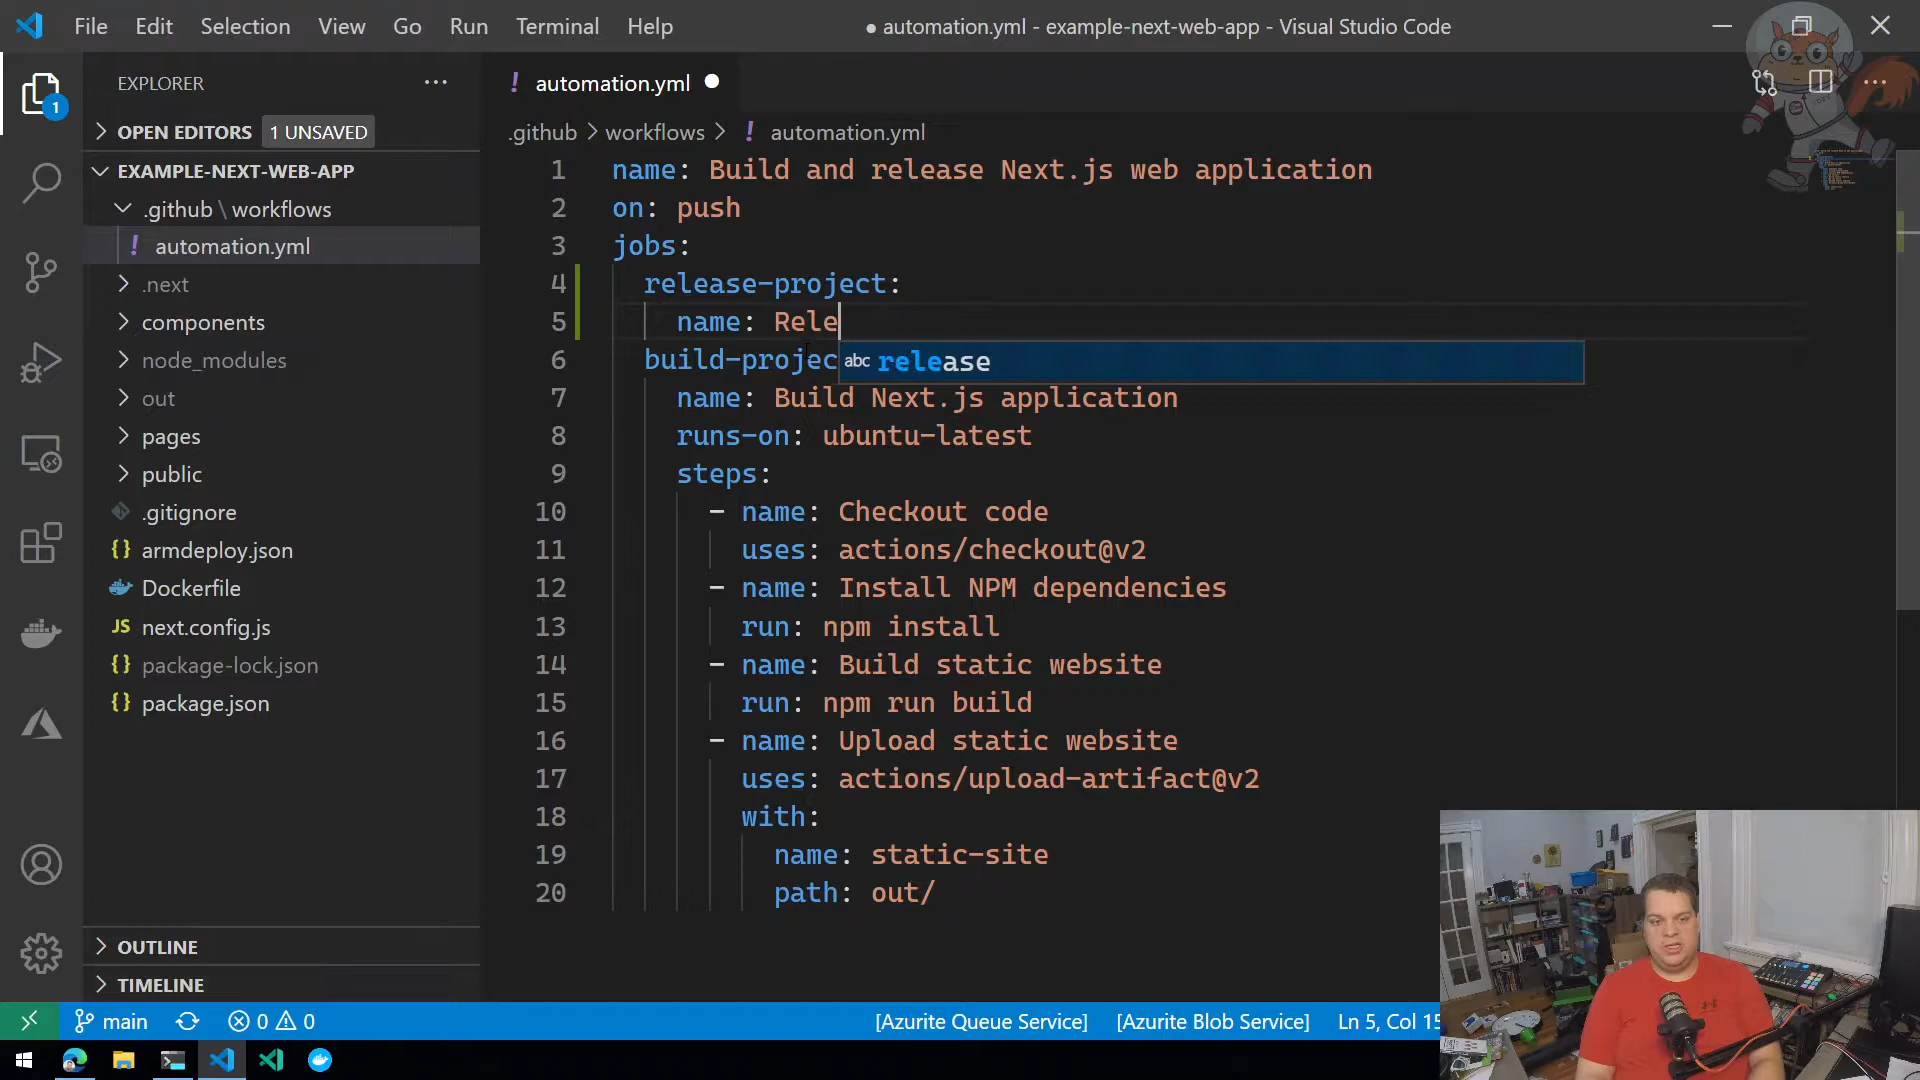 File Edit Selection View Go Run Terminal Help
● automation.yml - example-next-web-app - Visual Studio Code
EXPLORER
1
OPEN EDITORS 1 UNSAVED
EXAMPLE-NEXT-WEB-APP
.github \ workflows
! automation.yml
.next
components
node_modules
out
pages
public
.gitignore
{} armdeploy.json
Dockerfile
JS next.config.js
{} package-lock.json
{} package.json
OUTLINE
TIMELINE
! automation.yml ●
.github > workflows > ! automation.yml
1 name: Build and release Next.js web application
2 on: push
3 jobs:
4 release-project:
5 name: Rele
6 build-projec
abc release
7 name: Build Next.js application
8 runs-on: ubuntu-latest
9 steps:
10 - name: Checkout code
11 uses: actions/checkout@v2
12 - name: Install NPM dependencies
13 run: npm install
14 - name: Build static website
15 run: npm run build
16 - name: Upload static website
17 uses: actions/upload-artifact@v2
18 with:
19 name: static-site
20 path: out/
main 0 0
[Azurite Queue Service] [Azurite Blob Service] Ln 5, Col 15